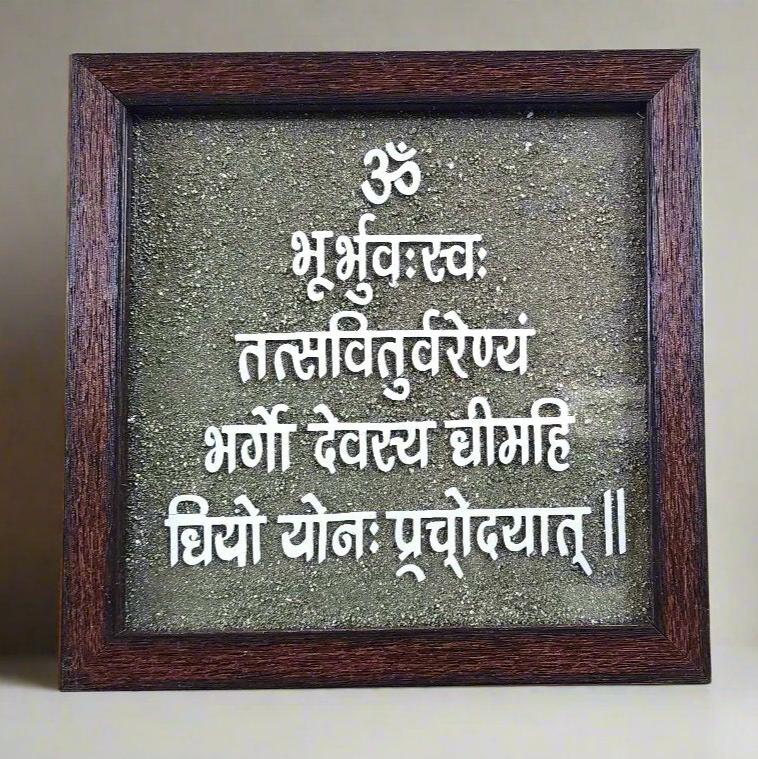 ॐ
भूर्भुवःस्वः
तत्सवितुर्वरेण्यं
भर्गो देवस्य धीमहि
धियो योनः प्रचोदयात् ॥